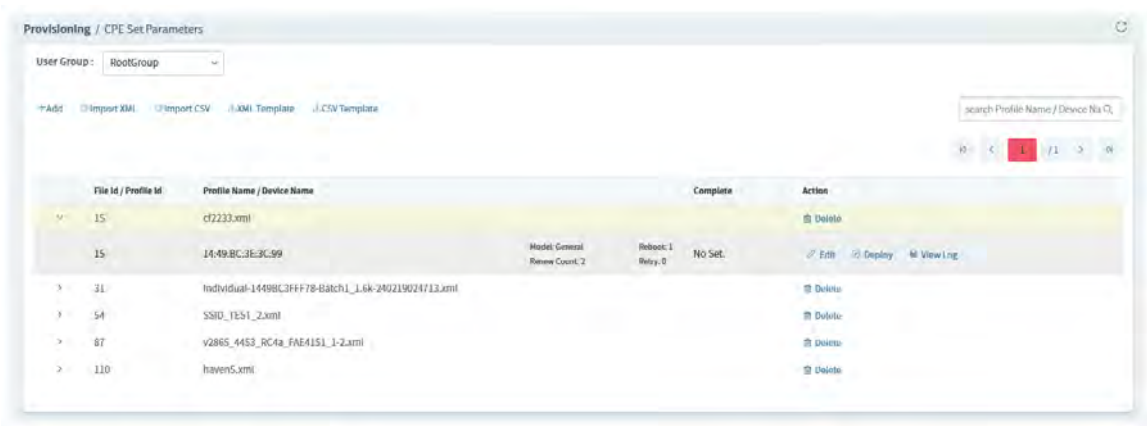 Provisioning / CPE Set Parameters
User Group : RootGroup
+Add Import XML Import CSV XML Template CSV Template
search Profile Name / Device Na
1 /1
File Id / Profile Id Profile Name / Device Name Complete Action
15 cf2233.xml Delete
15 14:49:BC:3E:3C:99 Model: General Reboot: 1 No Set. Edit Deploy View Log
Renew Count: 2 Retry: 0
31 Individual-1449BC3FFF78-Batch1_1.6k-240219024713.xml Delete
54 SSID_TEST_2.xml Delete
87 v2865_4453_RC4a_FAE4151_1-2.xml Delete
110 haven5.xml Delete